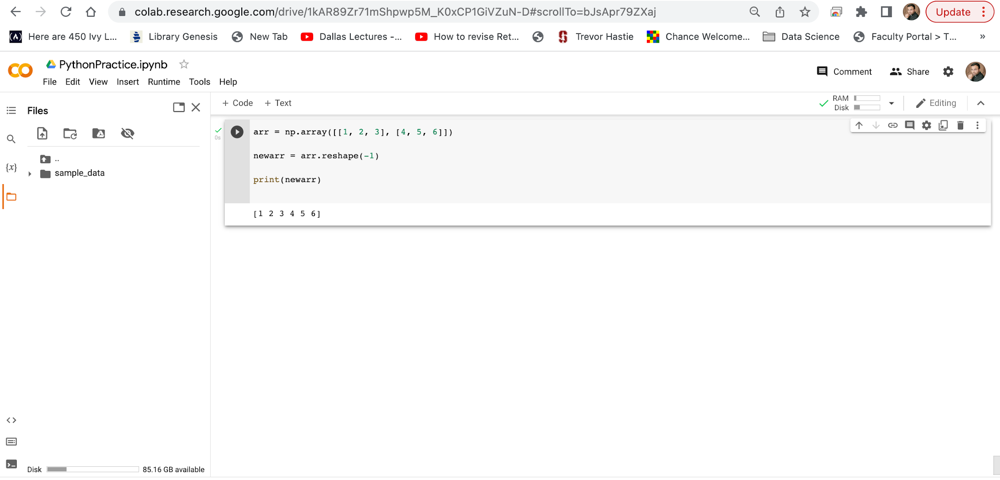 colab.research.google.com/drive/1kAR89Zr71mShpwp5M_K0xCP1GiVZuN-D#scrollTo=bJsApr79ZXaj
Update
Here are 450 Ivy L...
Library Genesis
New Tab
Dallas Lectures -...
How to revise Ret...
Trevor Hastie
Chance Welcome...
Data Science
Faculty Portal > T...
»
PythonPractice.ipynb
Comment
Share
File Edit View Insert Runtime Tools Help
Files
+ Code + Text
RAM
Disk
Editing
..
sample_data
{x}
0s
arr = np.array([[1, 2, 3], [4, 5, 6]])
newarr = arr.reshape(-1)
print(newarr)
[1 2 3 4 5 6]
Disk 85.16 GB available